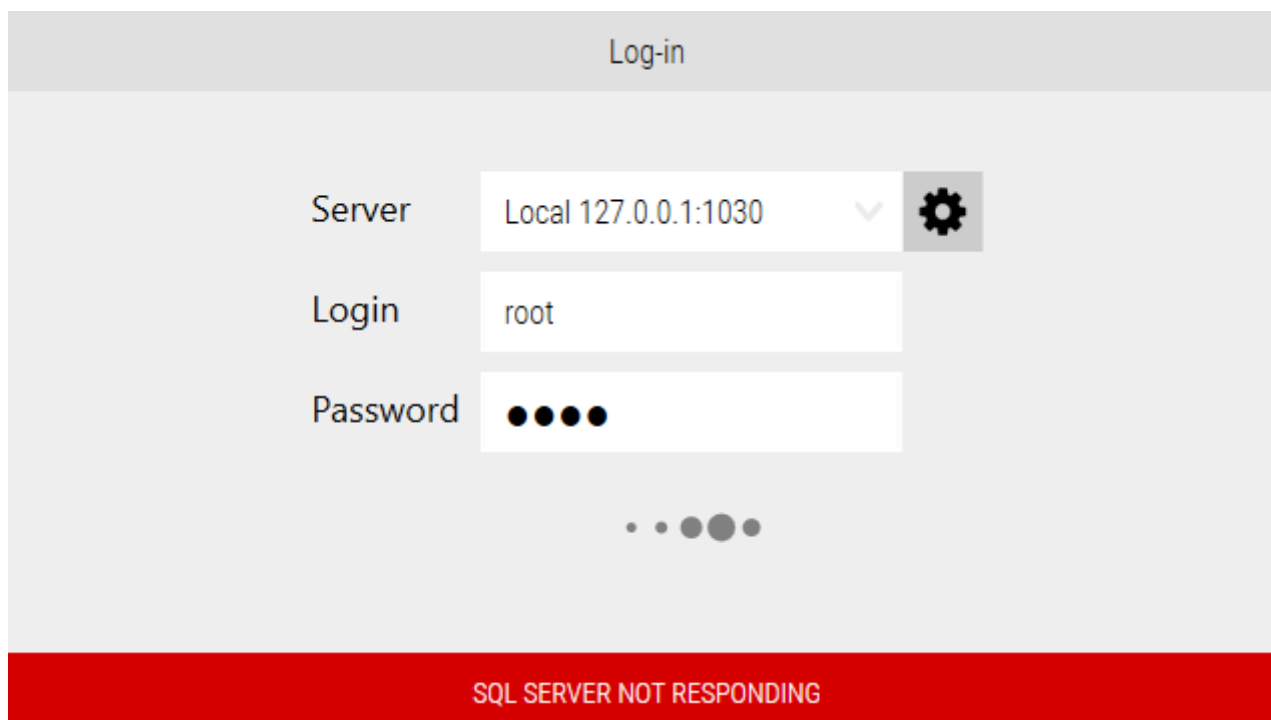 Log-in
Server Local 127.0.0.1:1030
Login root
Password ●●●●
SQL SERVER NOT RESPONDING